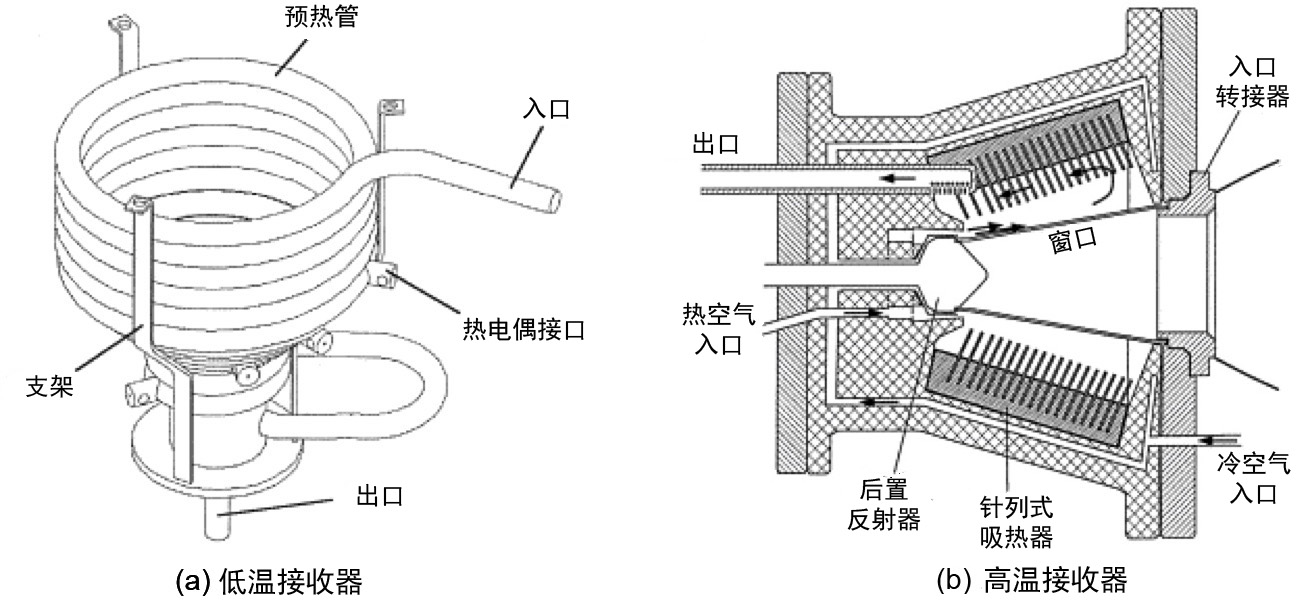 预热管
入口
热电偶接口
支架
出口
(a) 低温接收器
入口
转接器
出口
窗口
热空气
入口
后置
反射器
针列式
吸热器
冷空气
入口
(b) 高温接收器